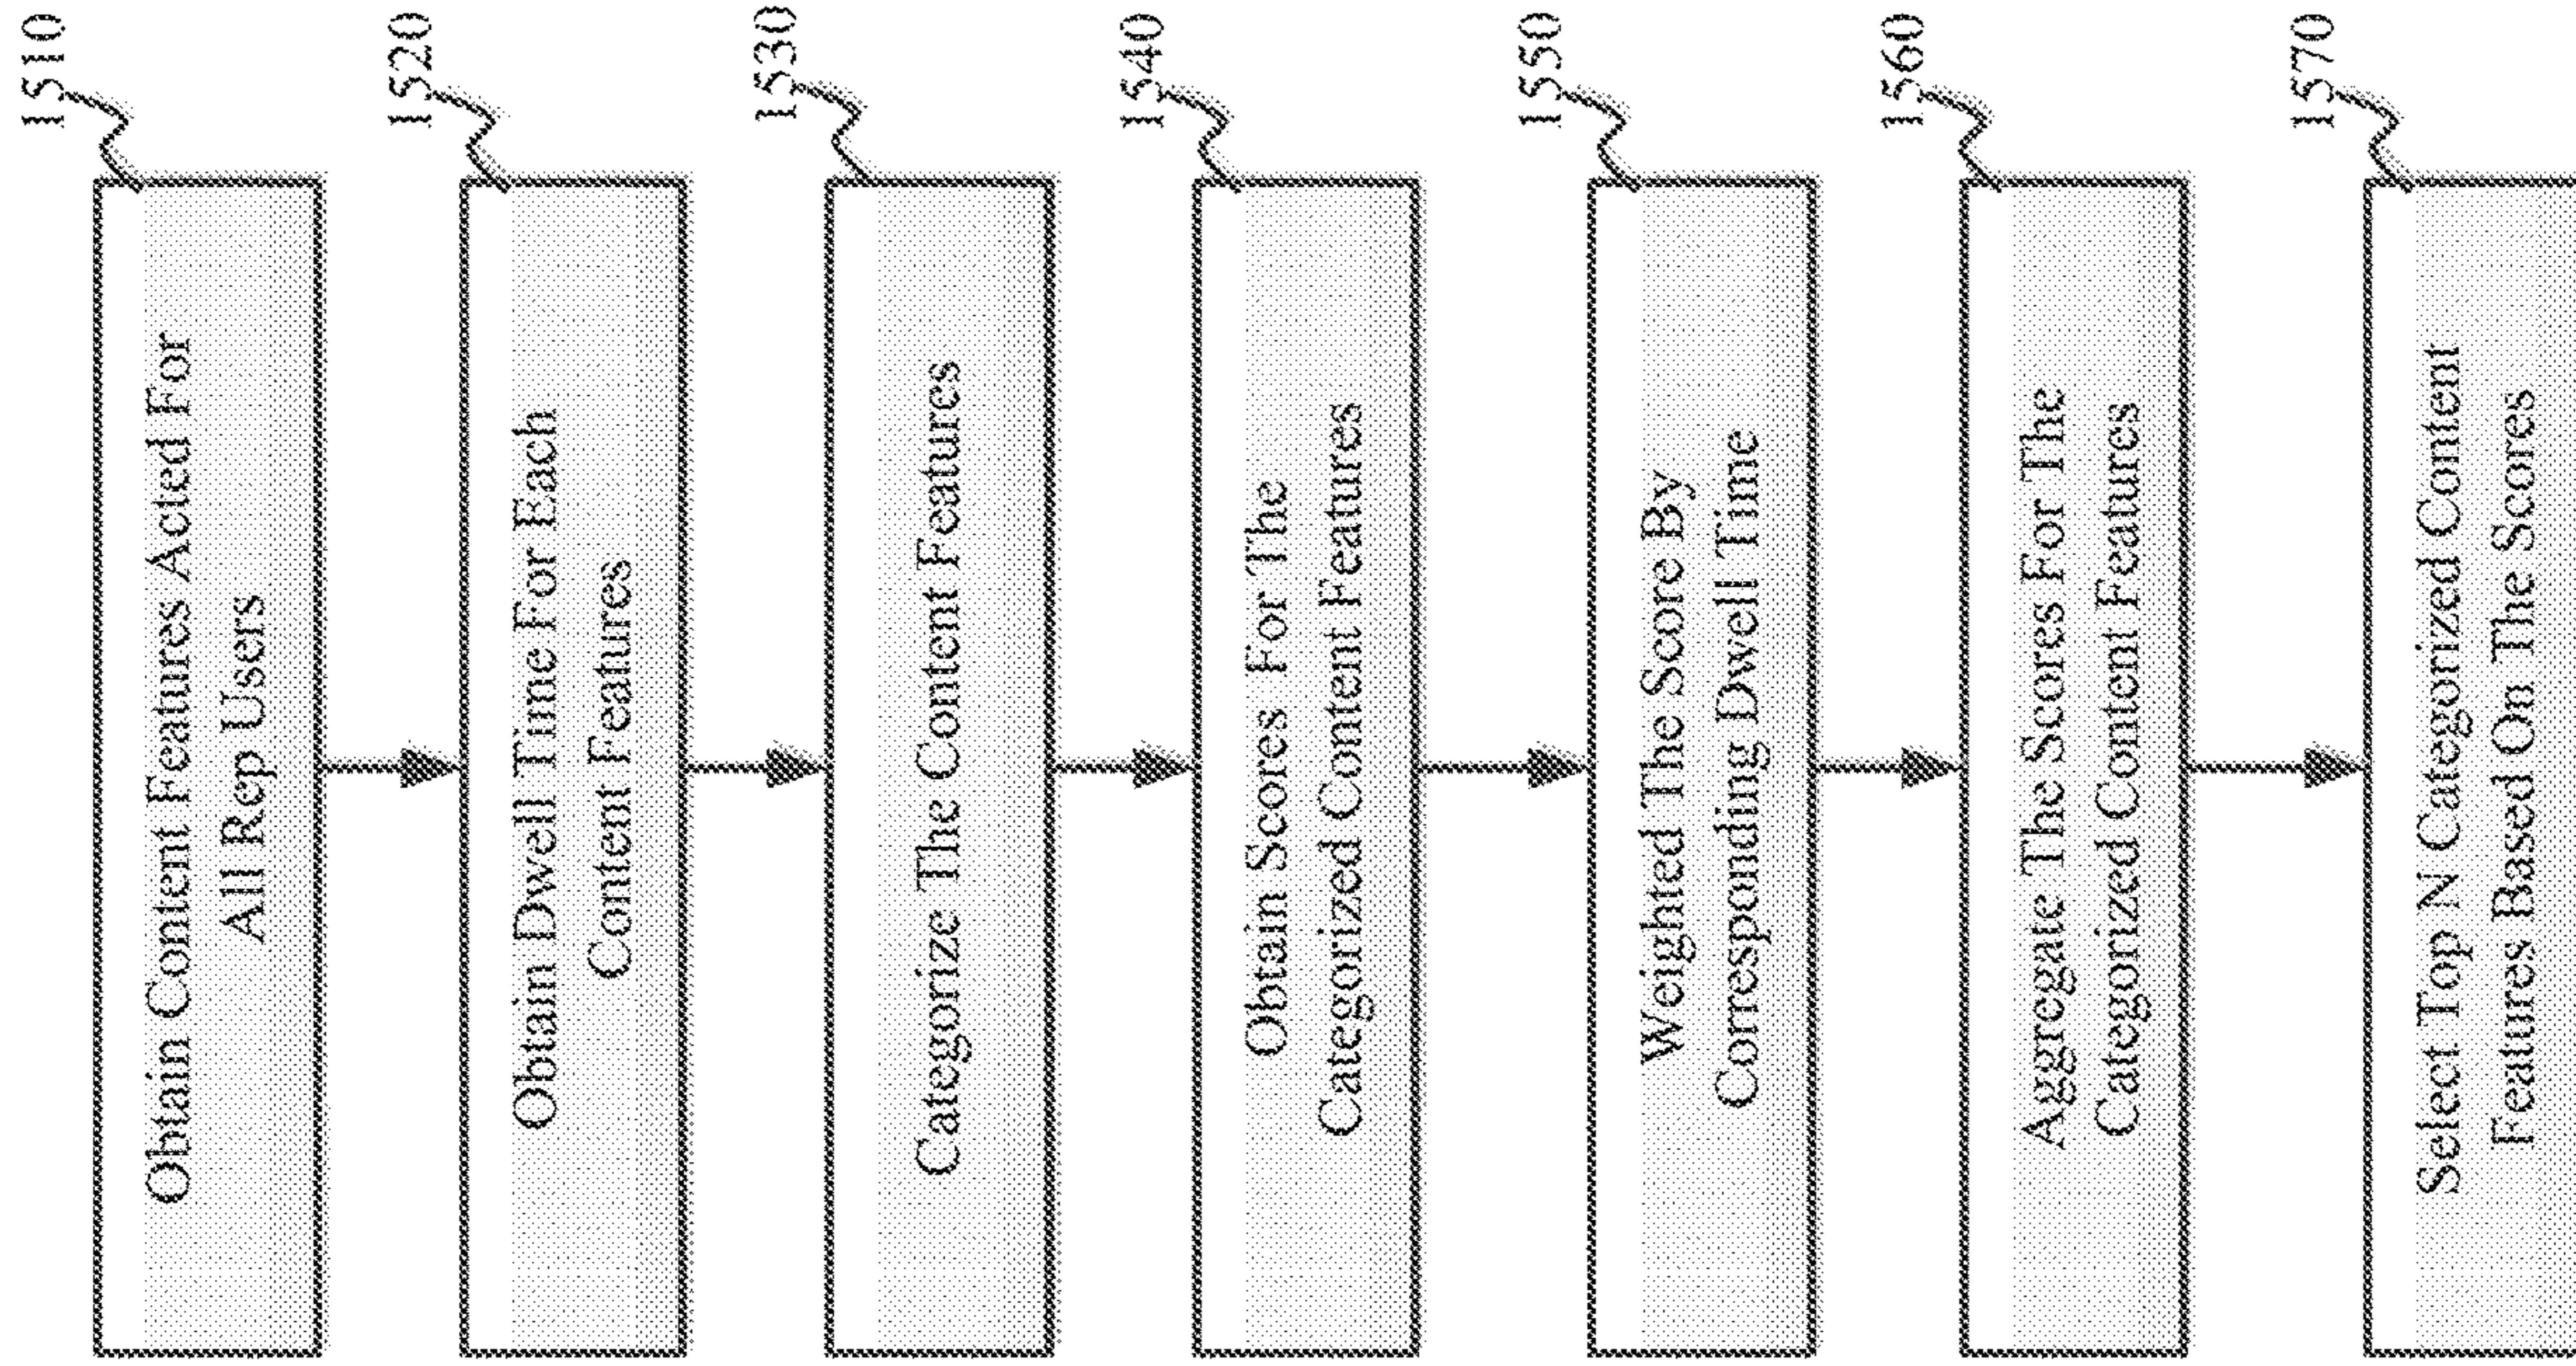 1510
Obtain Content Features Acted For
All Rep Users
1520
Obtain Dwell Time For Each
Content Features
1530
Categorize The Content Features
1540
Obtain Scores For The
Categorized Content Features
1550
Weighted The Score By
Corresponding Dwell Time
1560
Aggregate The Scores For The
Categorized Content Features
1570
Select Top N Categorized Content
Features Based On The Scores